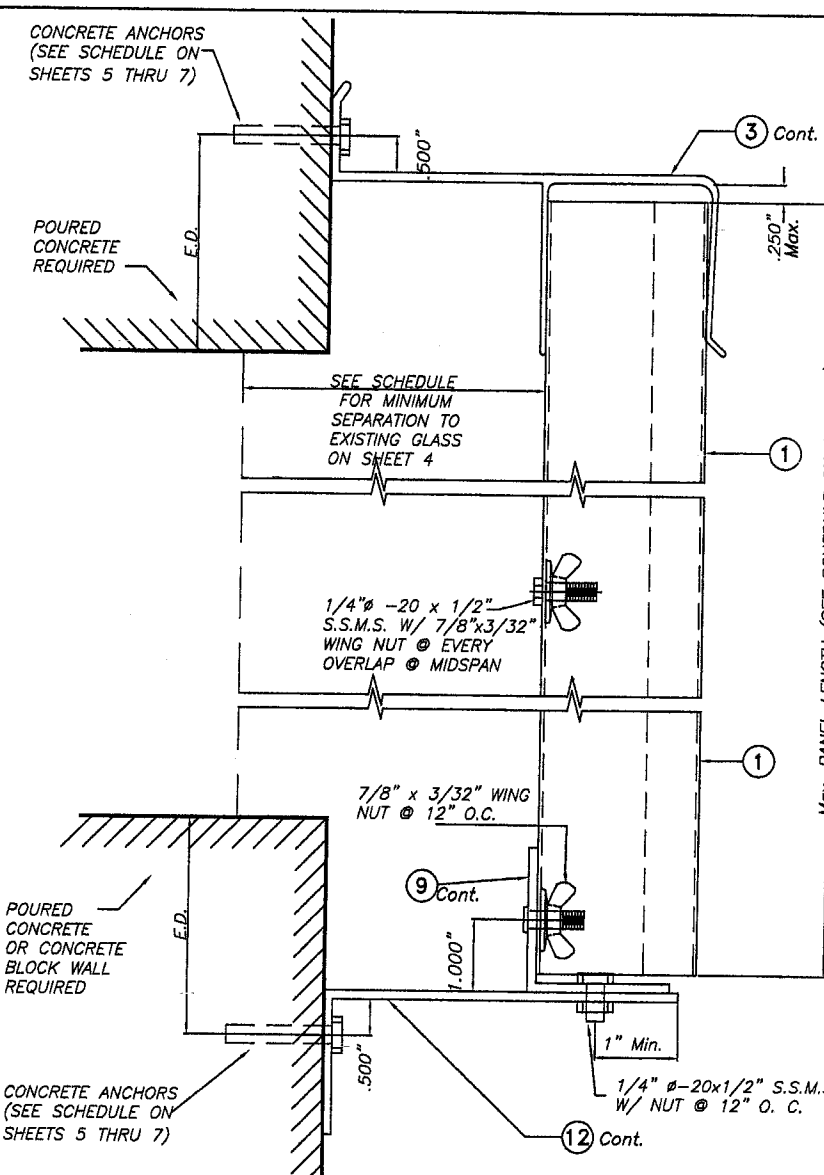 CONCRETE ANCHORS
(SEE SCHEDULE ON
SHEETS 5 THRU 7)
.500"
3 Cont.
.250"
Max.
E.D.
POURED
CONCRETE
REQUIRED
SEE SCHEDULE
FOR MINIMUM
SEPARATION TO
EXISTING GLASS
ON SHEET 4
1
1/4"ø -20 x 1/2"
S.S.M.S. W/ 7/8"x3/32"
WING NUT @ EVERY
OVERLAP @ MIDSPAN
1
7/8" x 3/32" WING
NUT @ 12" O.C.
9 Cont.
PANEL LENGTH (SEE
POURED
CONCRETE
OR CONCRETE
BLOCK WALL
REQUIRED
E.D.
1.000"
.500"
1" Min.
CONCRETE ANCHORS
(SEE SCHEDULE ON
SHEETS 5 THRU 7)
1/4" ø-20x1/2" S.S.M.
W/ NUT @ 12" O. C.
12 Cont.